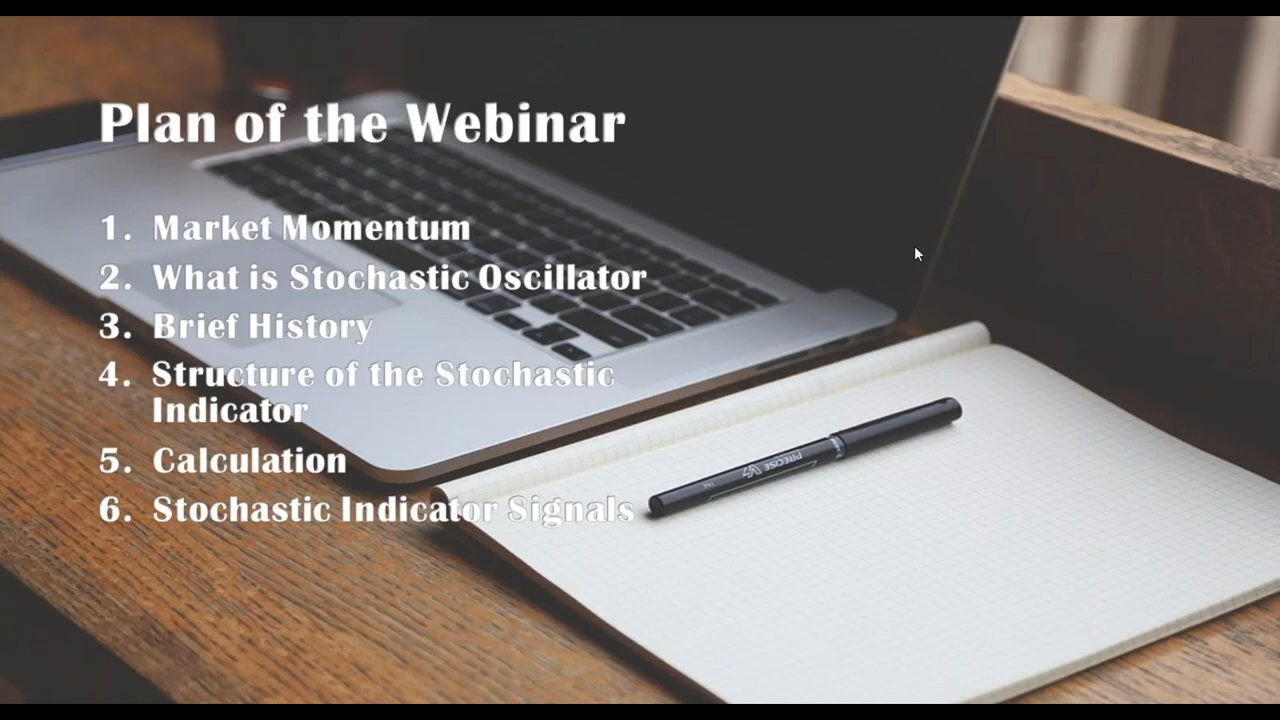 Plan of the Webinar
1. Market Momentum
2. What is Stochastic Oscillator
3. Brief History
4. Structure of the Stochastic
Indicator
5. Calculation
6. Stochastic Indicator Signals
PRECISE V7